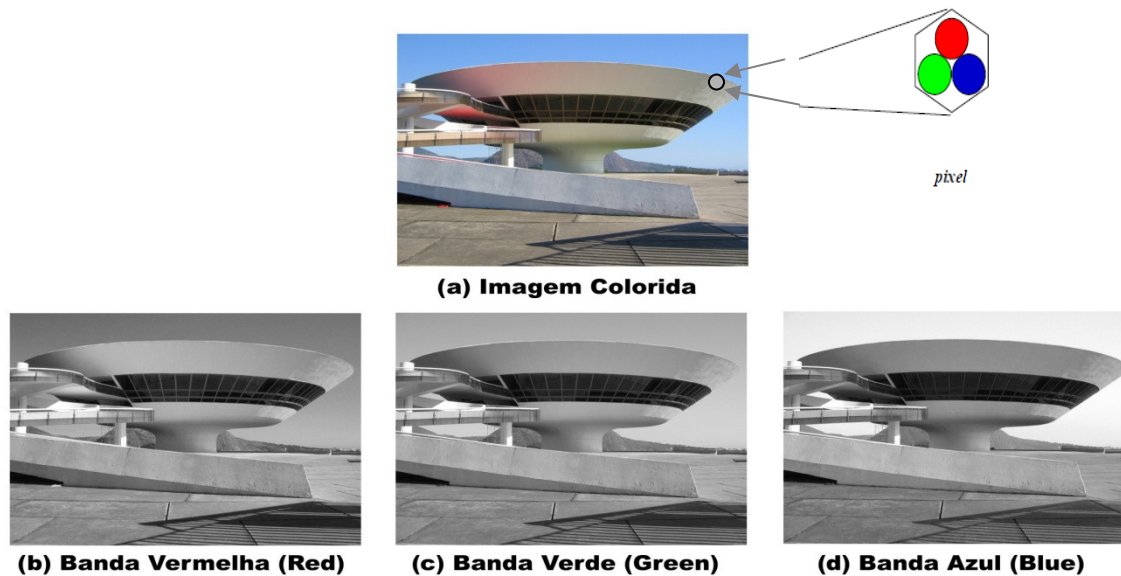 pixel
(a) Imagem Colorida
(b) Banda Vermelha (Red)
(c) Banda Verde (Green)
(d) Banda Azul (Blue)